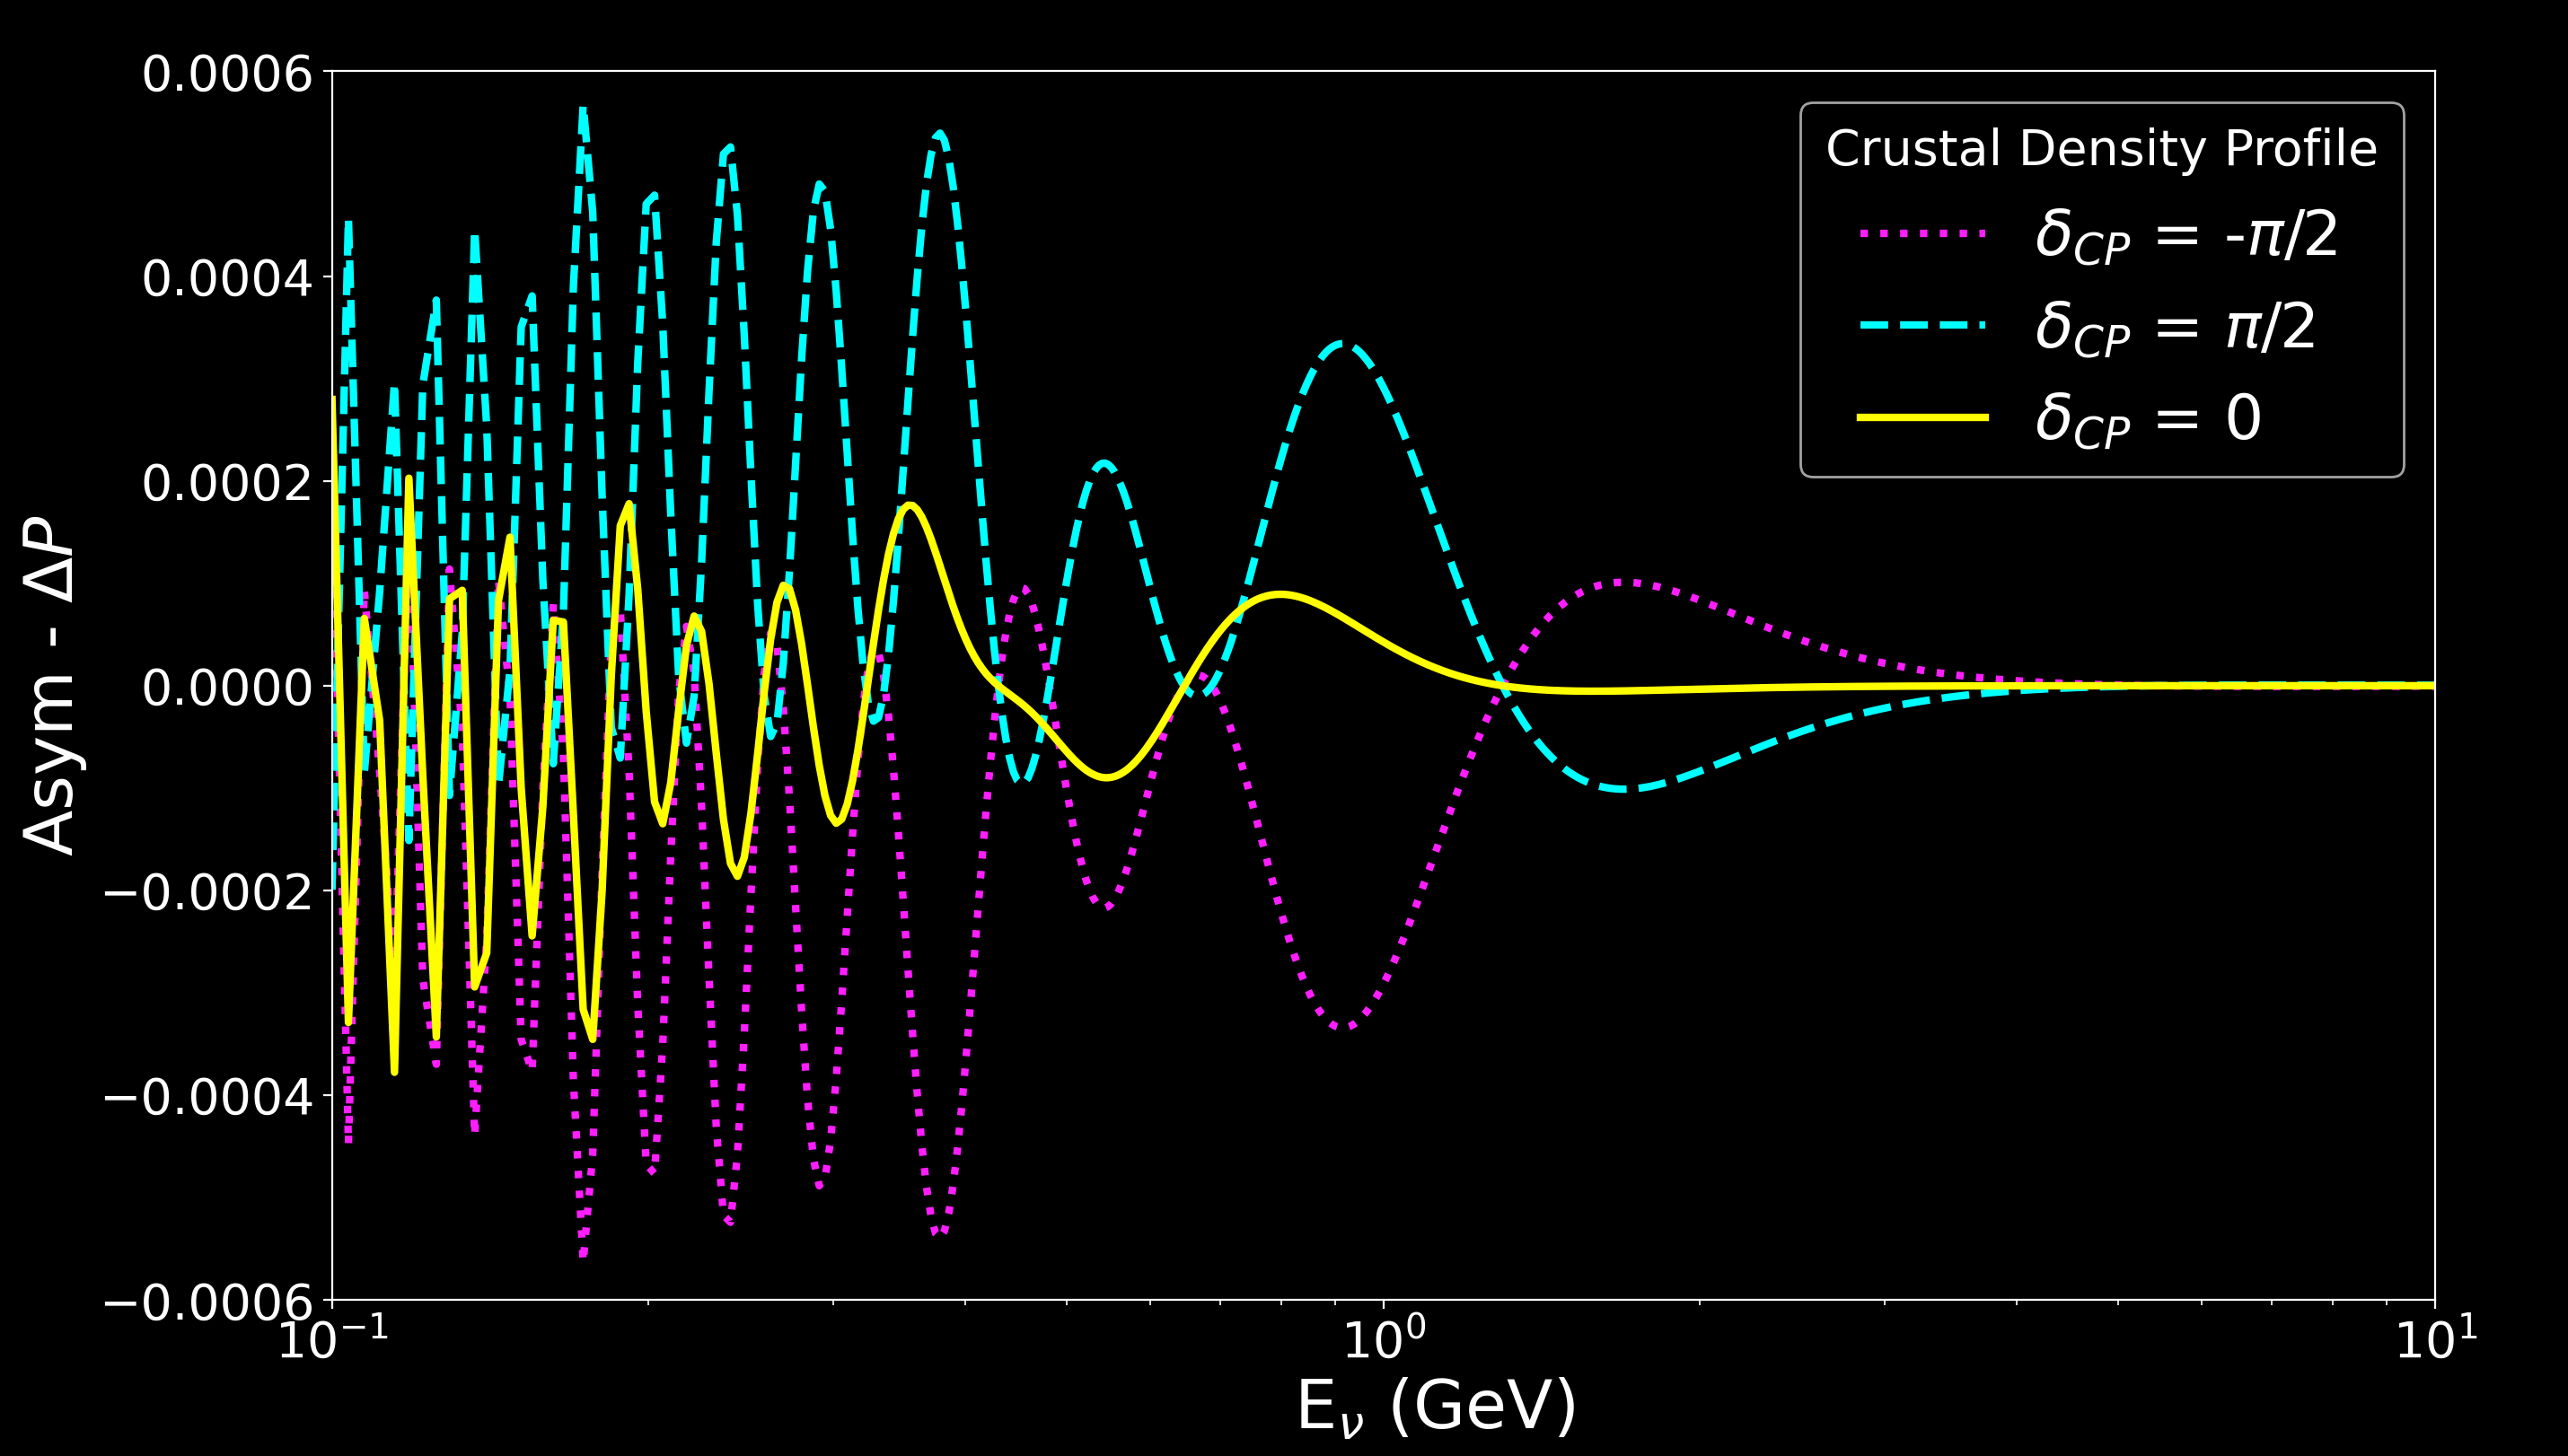 0.0006
0.0004
0.0002
0.0000
−0.0002
−0.0004
−0.0006
Asym - ΔP
Crustal Density Profile
δCP = -π/2
δCP = π/2
δCP = 0
10⁻¹
10⁰
10¹
Eν (GeV)